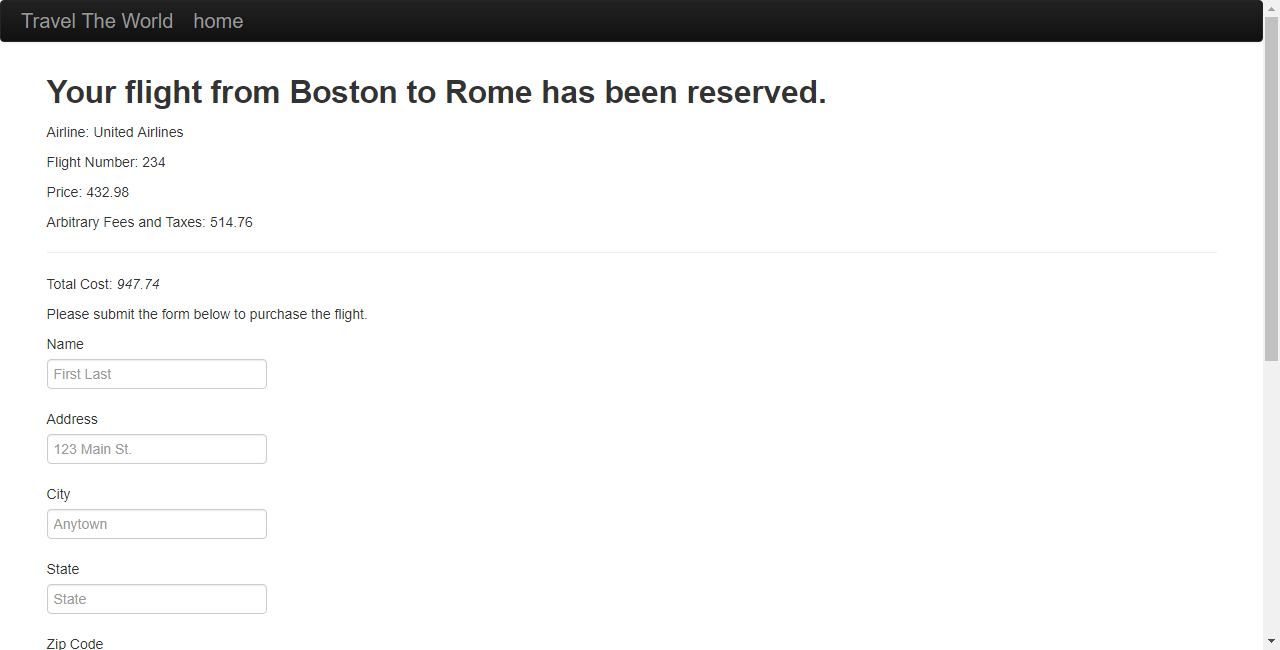 Travel The World home
Your flight from Boston to Rome has been reserved.
Airline: United Airlines
Flight Number: 234
Price: 432.98
Arbitrary Fees and Taxes: 514.76
Total Cost: 947.74
Please submit the form below to purchase the flight.
Name
First Last
Address
123 Main St.
City
Anytown
State
State
Zip Code